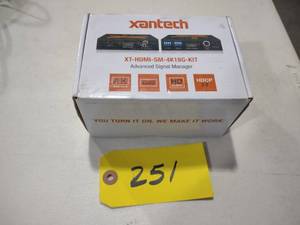 xantech
XT-HDMI-SM-4K18G-KIT
Advanced Signal Manager
HDCP
YOU TURN IT ON, WE MAKE IT WORK
251